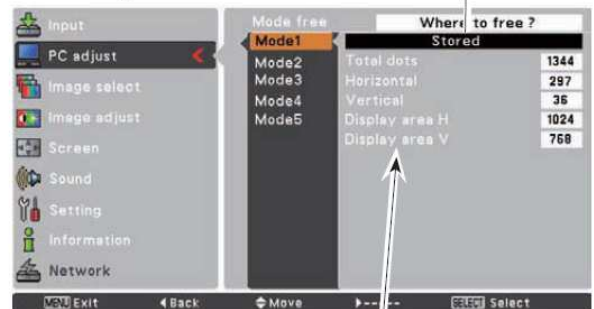 Input
PC adjust
Image select
Image adjust
Screen
Sound
Setting
Information
Network
Mode free
Where to free ?
Mode1
Mode2
Mode3
Mode4
Mode5
Stored
Total dots 1344
Horizontal 297
Vertical 36
Display area H 1024
Display area V 768
MENU Exit ◀Back Move ▶----- SELECT Select